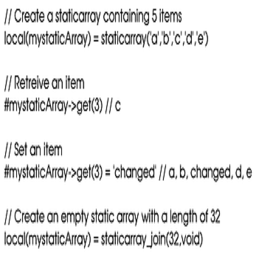 // Create a staticarray containing 5 items
local(mystaticArray) = staticarray('a','b','c','d','e')
// Retreive an item
#mystaticArray->get(3) // c
// Set an item
#mystaticArray->get(3) = 'changed' // a, b, changed, d, e
// Create an empty static array with a length of 32
local(mystaticArray) = staticarray_join(32,void)